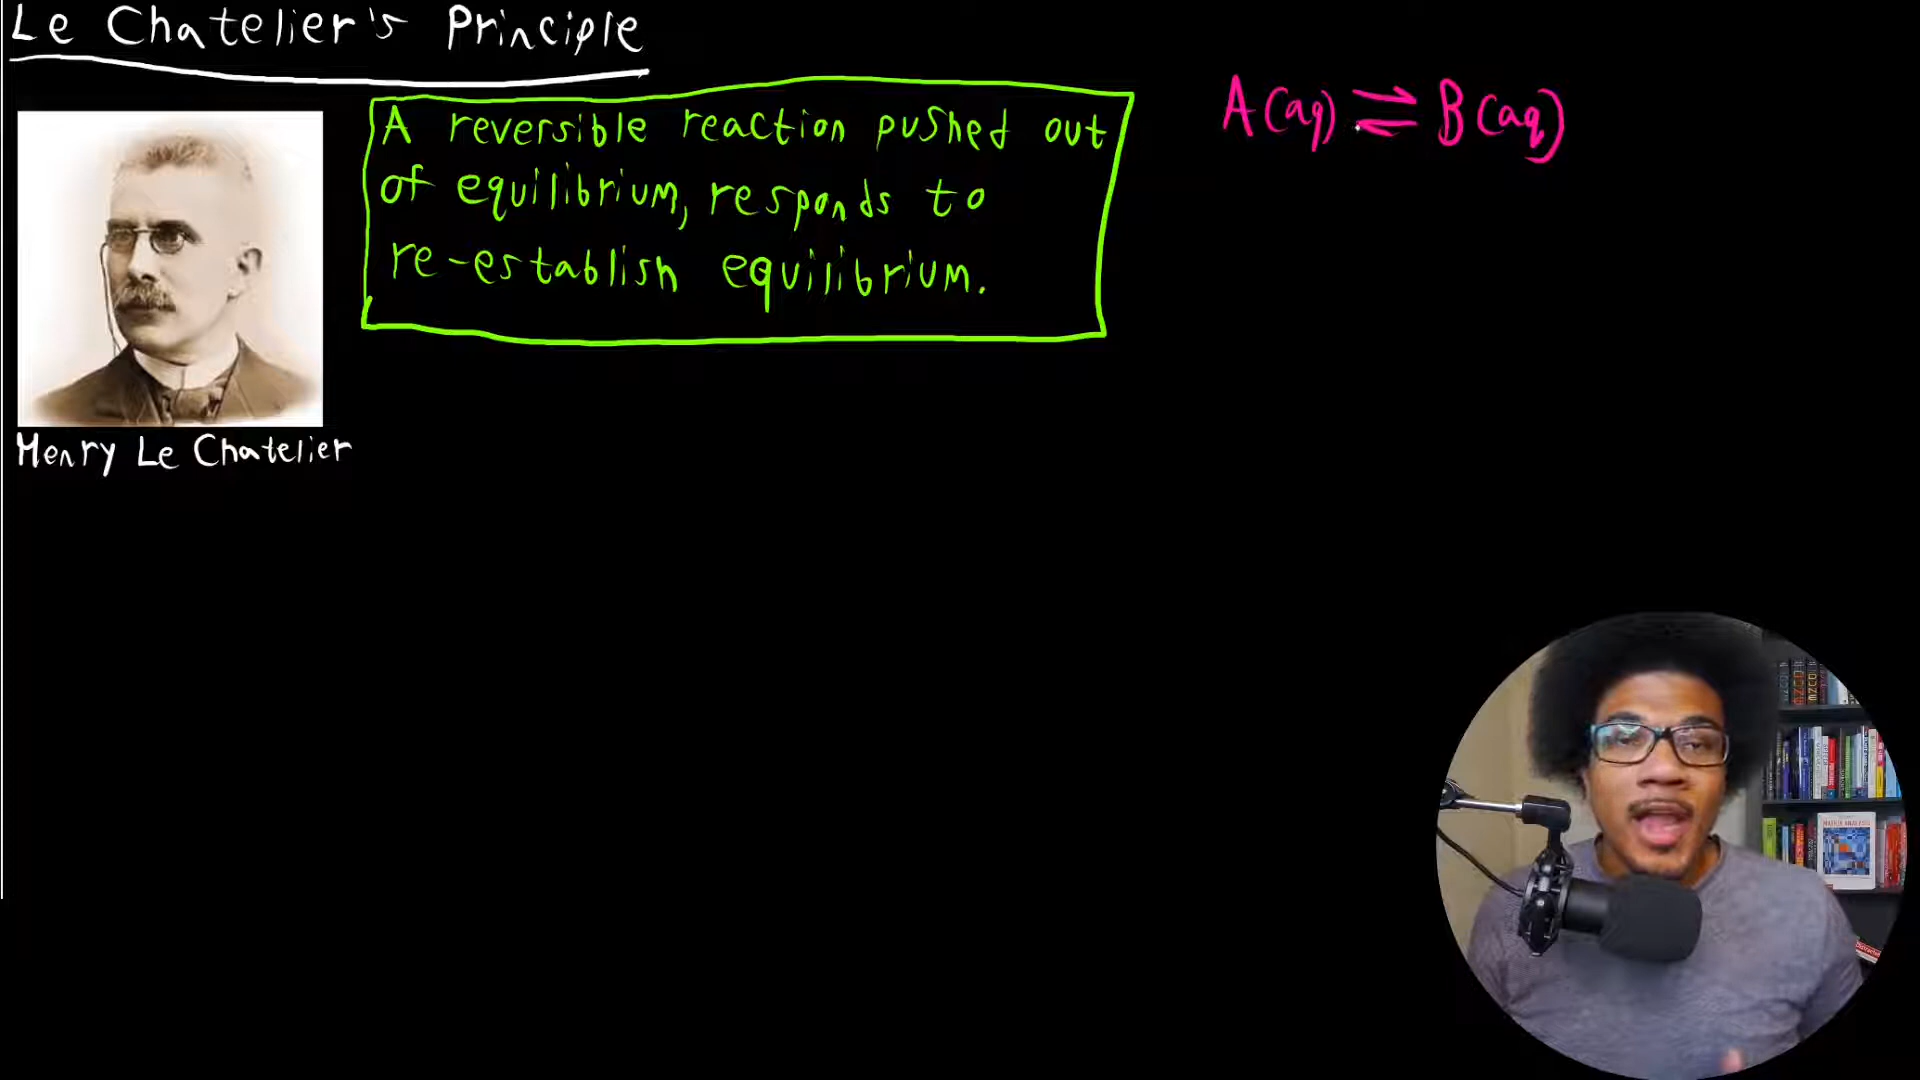 Le Chatelier's Principle
A reversible reaction pushed out
of equilibrium, responds to
re-establish equilibrium.
A(aq) ⇌ B(aq)
Henry Le Chatelier